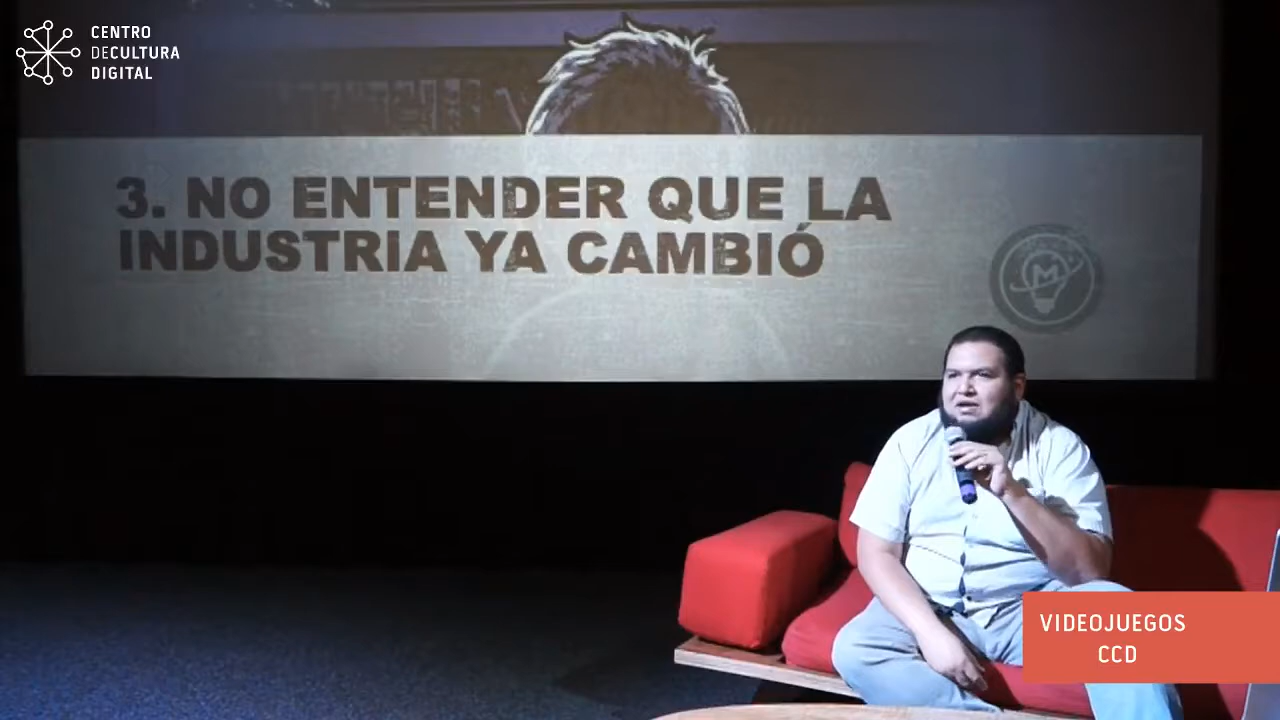 CENTRO
DECULTURA
DIGITAL
3. NO ENTENDER QUE LA
INDUSTRIA YA CAMBIÓ
M
VIDEOJUEGOS
CCD